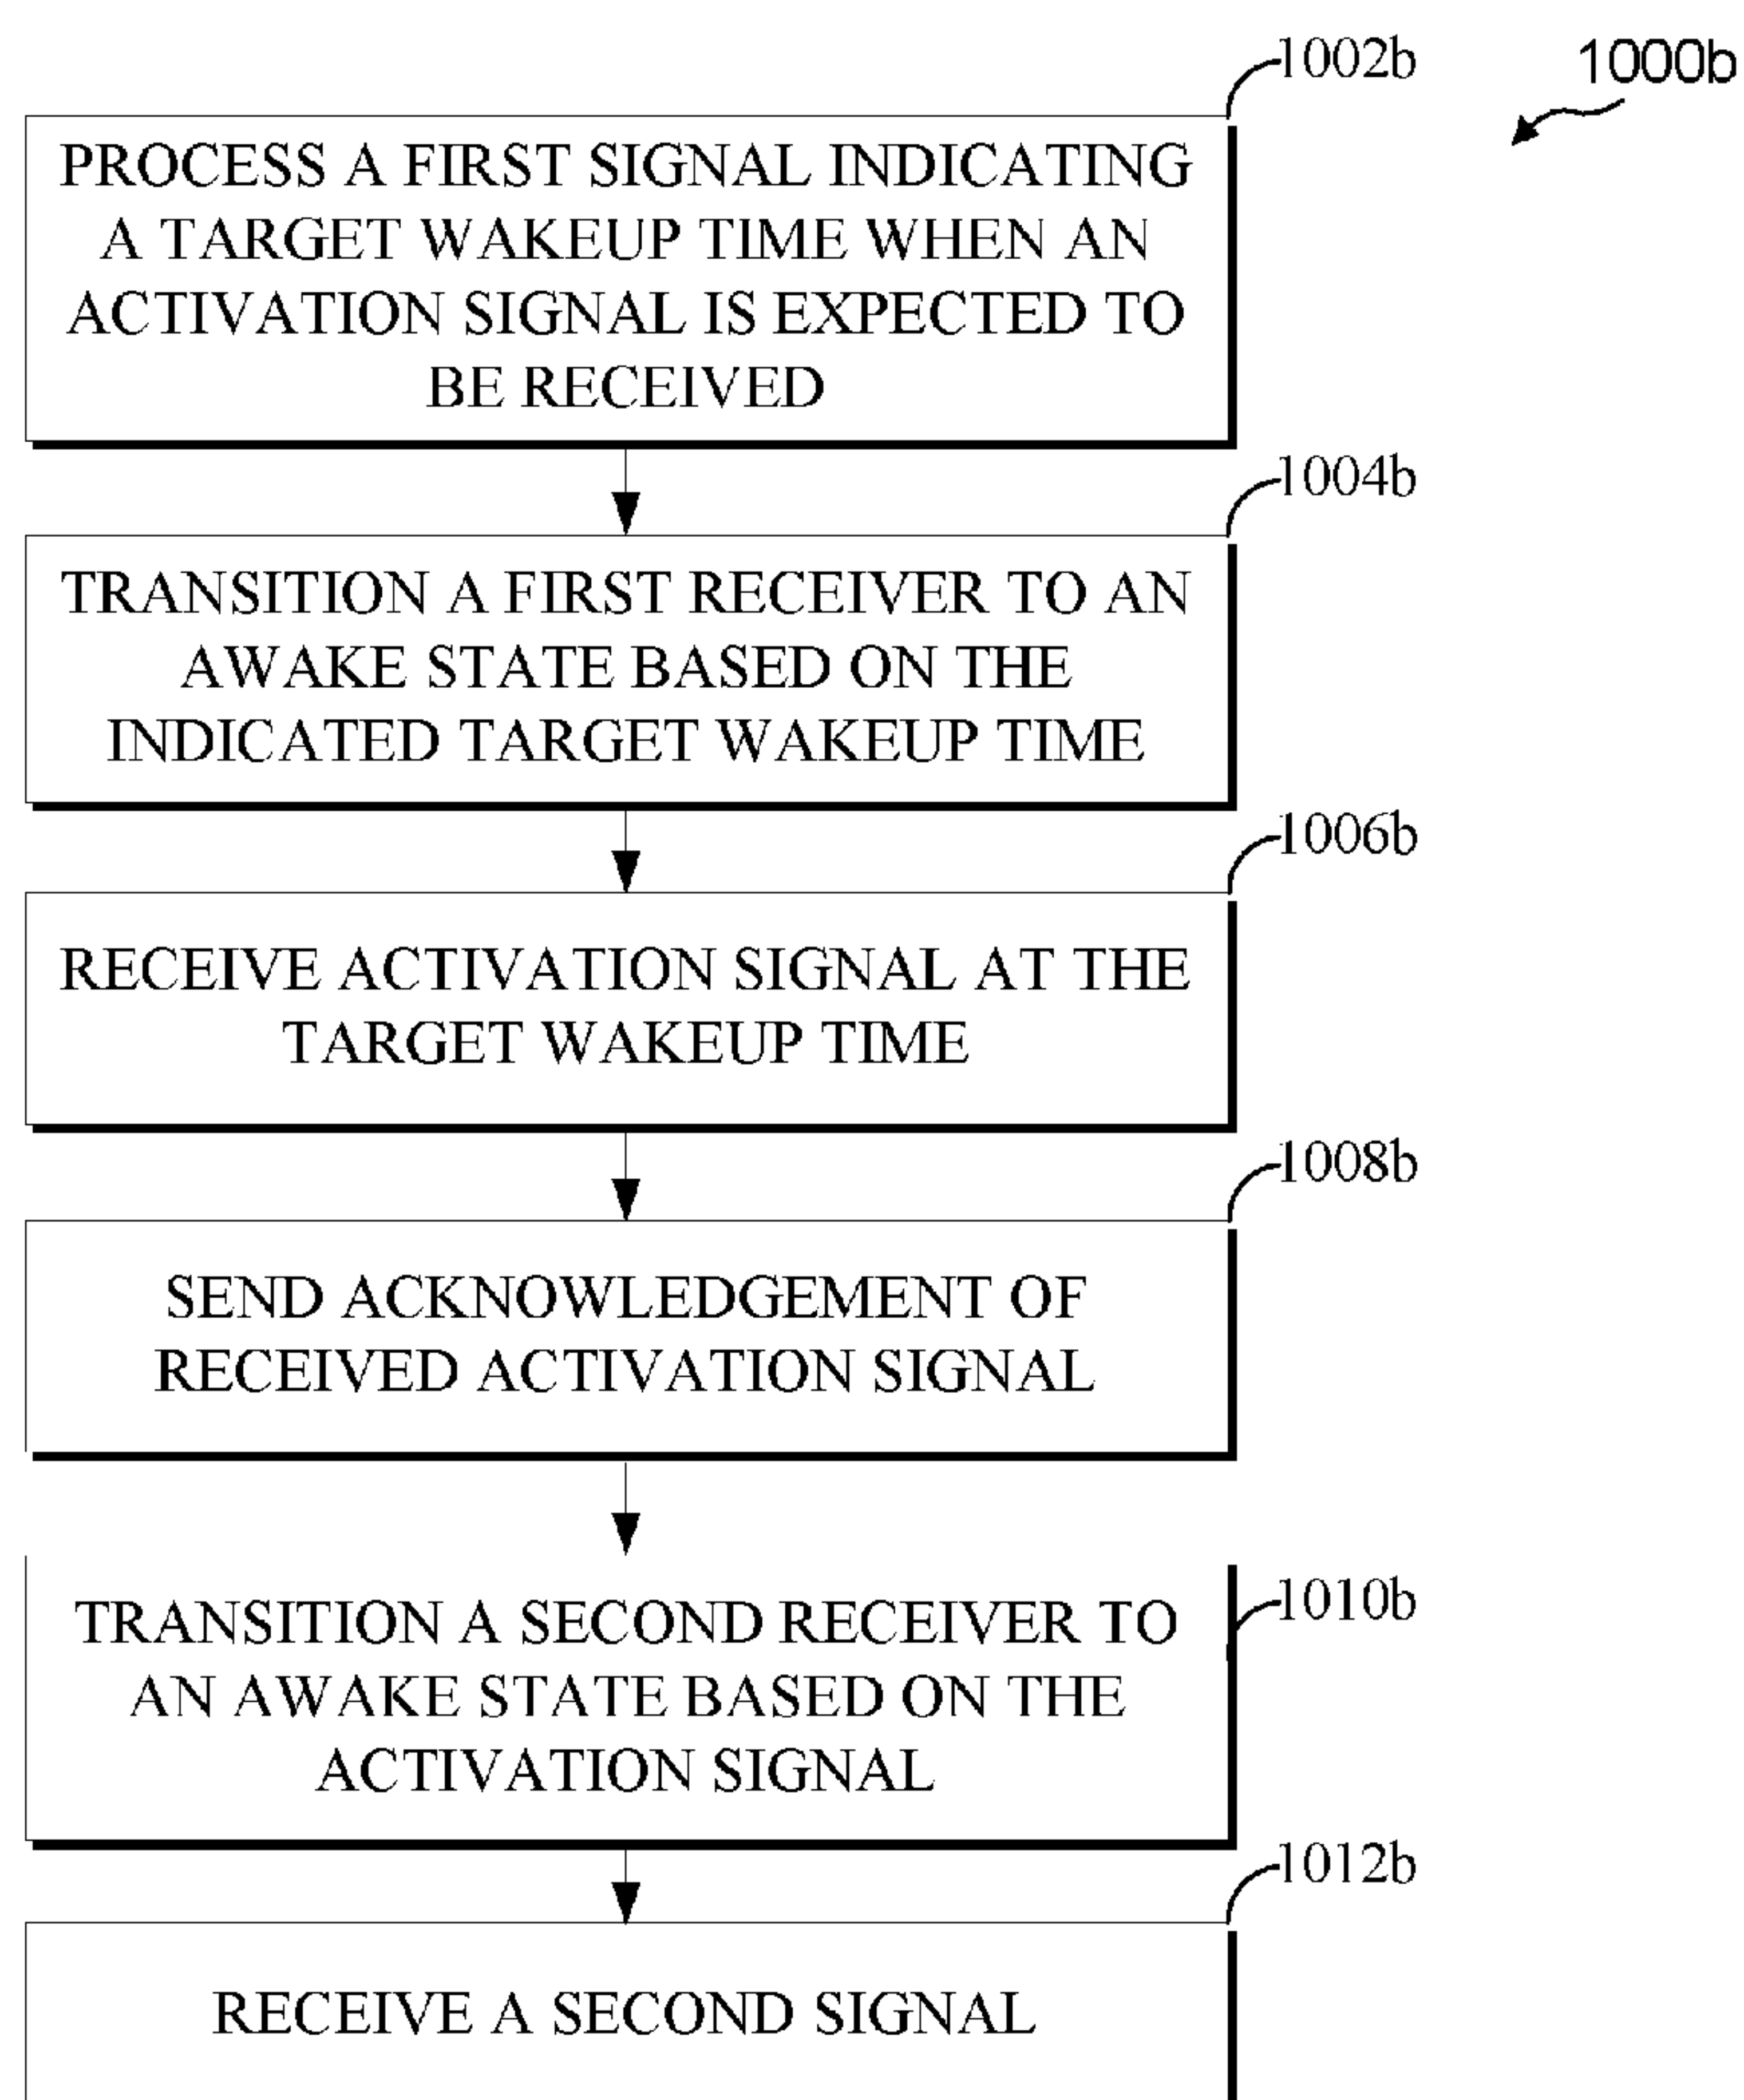 1002b
1000b
PROCESS A FIRST SIGNAL INDICATING
A TARGET WAKEUP TIME WHEN AN
ACTIVATION SIGNAL IS EXPECTED TO
BE RECEIVED
1004b
TRANSITION A FIRST RECEIVER TO AN
AWAKE STATE BASED ON THE
INDICATED TARGET WAKEUP TIME
1006b
RECEIVE ACTIVATION SIGNAL AT THE
TARGET WAKEUP TIME
1008b
SEND ACKNOWLEDGEMENT OF
RECEIVED ACTIVATION SIGNAL
1010b
TRANSITION A SECOND RECEIVER TO
AN AWAKE STATE BASED ON THE
ACTIVATION SIGNAL
1012b
RECEIVE A SECOND SIGNAL